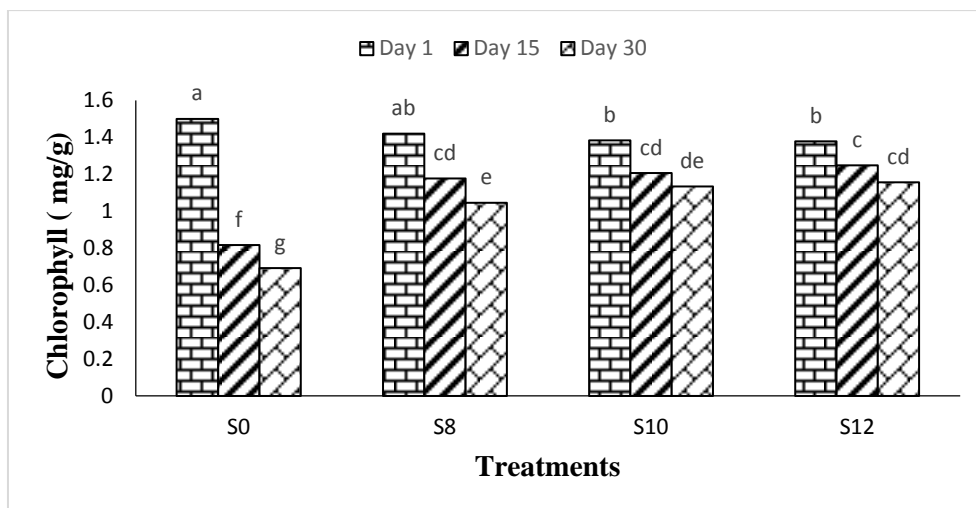 Day 1 Day 15 Day 30
Chlorophyll ( mg/g)
1.6
1.4
1.2
1
0.8
0.6
0.4
0.2
0
a
f
g
ab
cd
e
b
cd
de
b
c
cd
S0 S8 S10 S12
Treatments